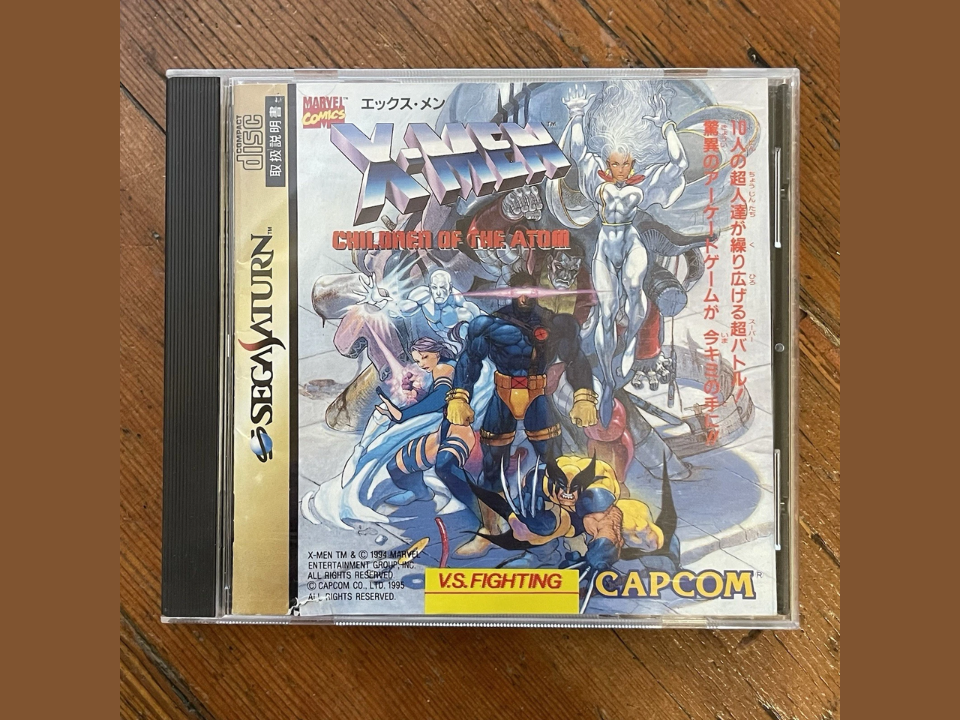 COMPACT
disc
取扱説明書
SEGA SATURN™
MARVEL
COMICS
エックス・メン
X-MEN™
CHILDREN OF THE ATOM
10人の超人達が繰り広げる超バトル!
驚異のアーケードゲームが 今キミの手に!!
X-MEN TM & © 1994 MARVEL
ENTERTAINMENT GROUP, INC.
ALL RIGHTS RESERVED
© CAPCOM CO., LTD. 1995
ALL RIGHTS RESERVED.
V.S. FIGHTING
CAPCOM®